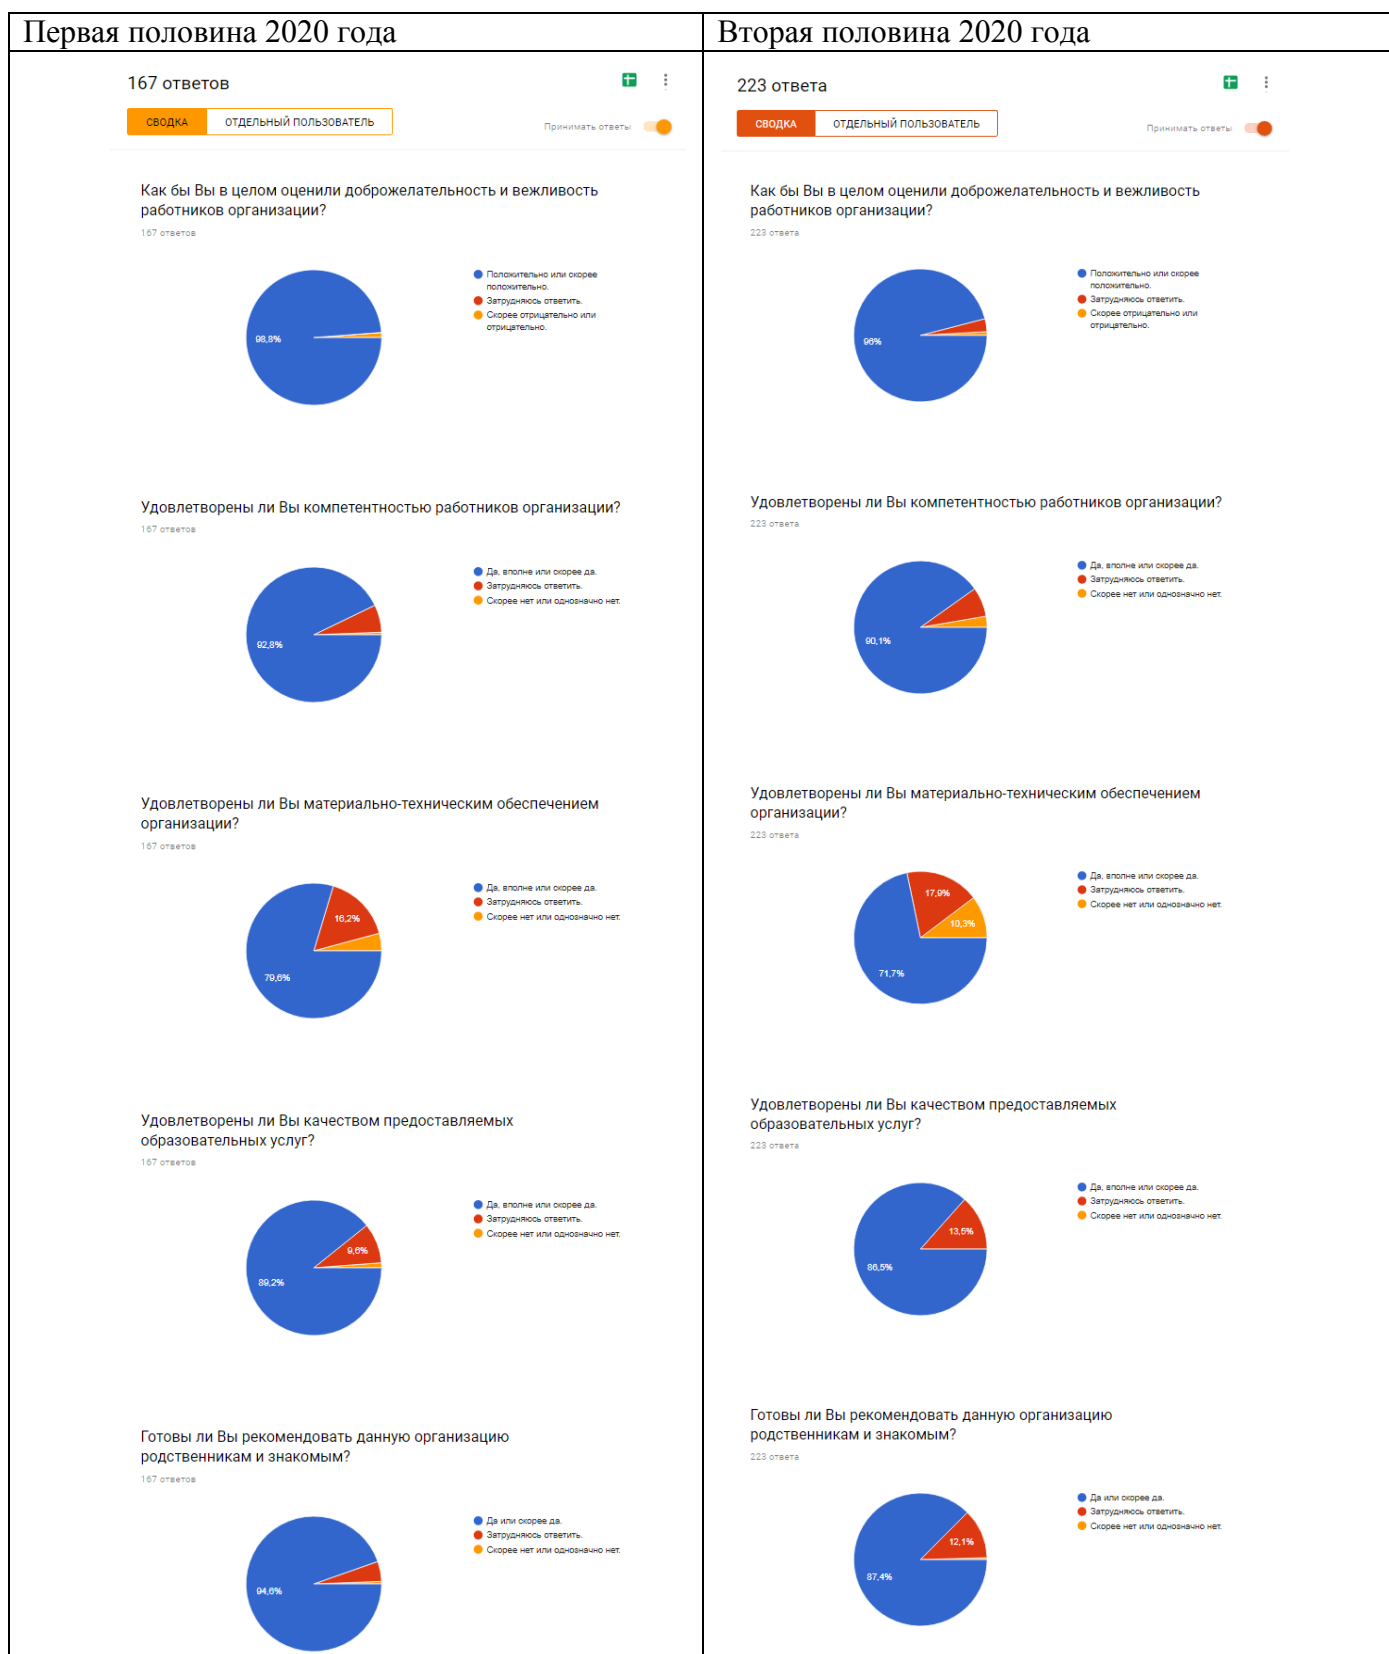 Первая половина 2020 года
167 ответов
СВОДКА
ОТДЕЛЬНЫЙ ПОЛЬЗОВАТЕЛЬ
Принимать ответы
Как бы Вы в целом оценили доброжелательность и вежливость
работников организации?
167 ответов
Положительно или скорее
положительно.
Затрудняюсь ответить.
Скорее отрицательно или
отрицательно.
98,8%
Удовлетворены ли Вы компетентностью работников организации?
167 ответов
Да, вполне или скорее да.
Затрудняюсь ответить.
Скорее нет или однозначно нет.
92,8%
Удовлетворены ли Вы материально-техническим обеспечением
организации?
167 ответов
Да, вполне или скорее да.
Затрудняюсь ответить.
Скорее нет или однозначно нет.
16,2%
79,6%
Удовлетворены ли Вы качеством предоставляемых
образовательных услуг?
167 ответов
Да, вполне или скорее да.
Затрудняюсь ответить.
Скорее нет или однозначно нет.
9,6%
89,2%
Готовы ли Вы рекомендовать данную организацию
родственникам и знакомым?
167 ответов
Да или скорее да.
Затрудняюсь ответить.
Скорее нет или однозначно нет.
94,6%
Вторая половина 2020 года
223 ответа
СВОДКА
ОТДЕЛЬНЫЙ ПОЛЬЗОВАТЕЛЬ
Принимать ответы
Как бы Вы в целом оценили доброжелательность и вежливость
работников организации?
223 ответа
Положительно или скорее
положительно.
Затрудняюсь ответить.
Скорее отрицательно или
отрицательно.
96%
Удовлетворены ли Вы компетентностью работников организации?
223 ответа
Да, вполне или скорее да.
Затрудняюсь ответить.
Скорее нет или однозначно нет.
90,1%
Удовлетворены ли Вы материально-техническим обеспечением
организации?
223 ответа
Да, вполне или скорее да.
Затрудняюсь ответить.
Скорее нет или однозначно нет.
17,9%
10,3%
71,7%
Удовлетворены ли Вы качеством предоставляемых
образовательных услуг?
223 ответа
Да, вполне или скорее да.
Затрудняюсь ответить.
Скорее нет или однозначно нет.
13,5%
86,5%
Готовы ли Вы рекомендовать данную организацию
родственникам и знакомым?
223 ответа
Да или скорее да.
Затрудняюсь ответить.
Скорее нет или однозначно нет.
12,1%
87,4%